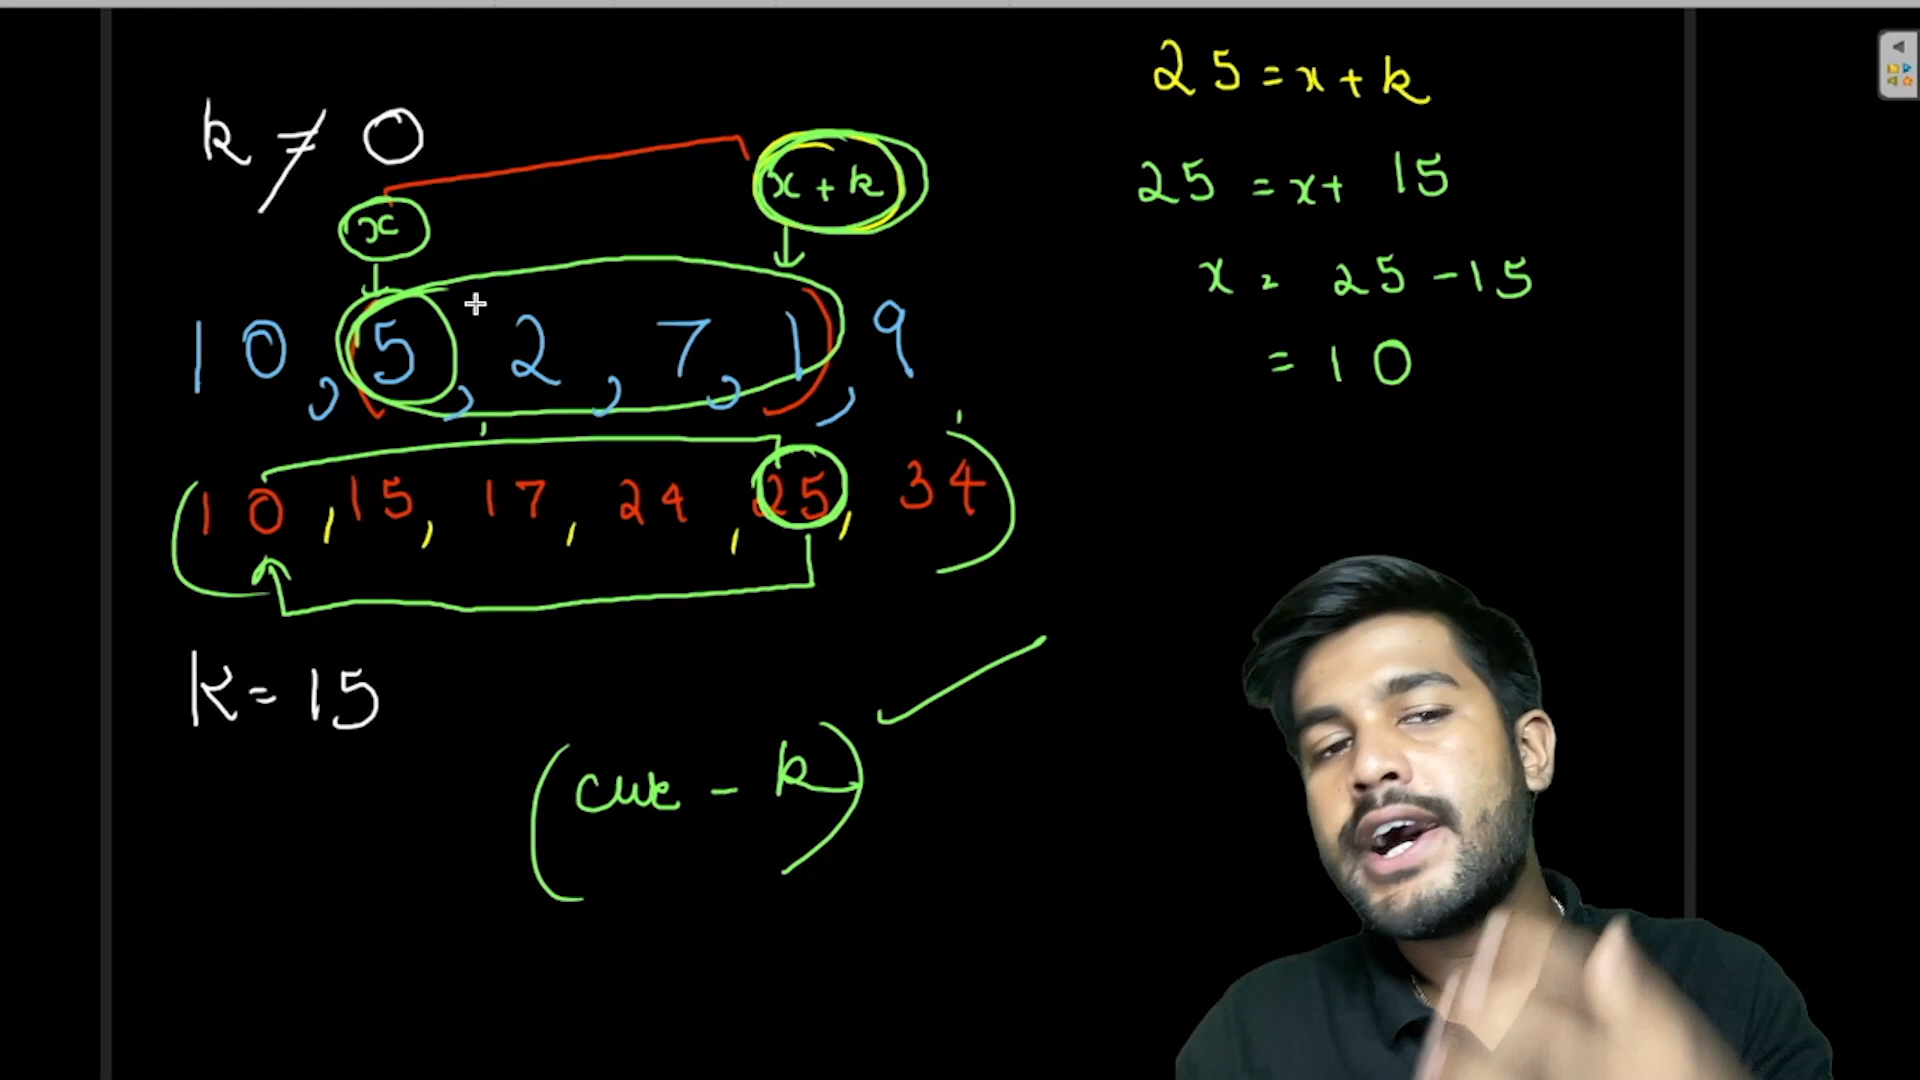 k ≠ 0
x
x + k
10, 5, 2, 7, 1, 9
10, 15, 17, 24, 25, 34
K = 15
(cur - k)
25 = x + k
25 = x + 15
x = 25 - 15
= 10